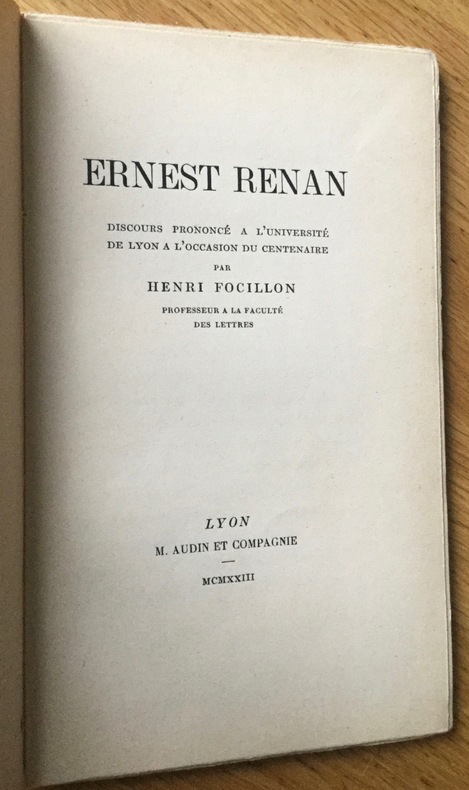 ERNEST RENAN
DISCOURS PRONONCÉ A L'UNIVERSITÉ
DE LYON A L'OCCASION DU CENTENAIRE
PAR
HENRI FOCILLON
PROFESSEUR A LA FACULTÉ
DES LETTRES
LYON
M. AUDIN ET COMPAGNIE
MCMXXIII